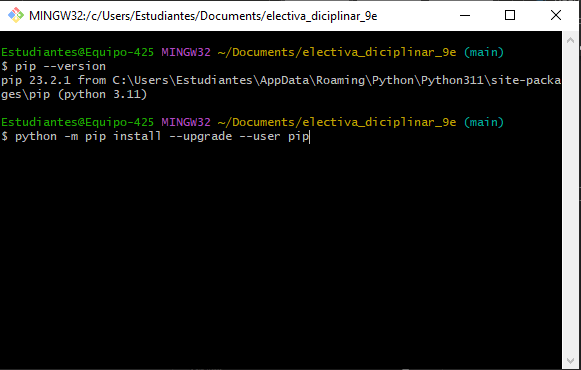 MINGW32:/c/Users/Estudiantes/Documents/electiva_diciplinar_9e
Estudiantes@Equipo-425 MINGW32 ~/Documents/electiva_diciplinar_9e (main)
$ pip --version
pip 23.2.1 from C:\Users\Estudiantes\AppData\Roaming\Python\Python311\site-packa
ges\pip (python 3.11)
Estudiantes@Equipo-425 MINGW32 ~/Documents/electiva_diciplinar_9e (main)
$ python -m pip install --upgrade --user pip